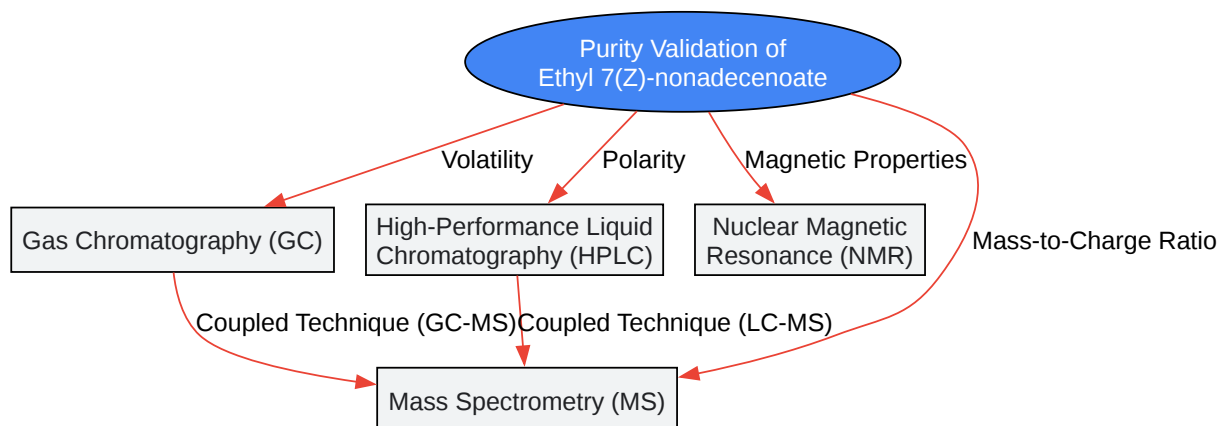 Purity Validation of
Ethyl 7(Z)-nonadecenoate
Volatility
Polarity
Magnetic Properties
Gas Chromatography (GC)
High-Performance Liquid
Chromatography (HPLC)
Nuclear Magnetic
Resonance (NMR)
Mass-to-Charge Ratio
Coupled Technique (GC-MS)
Coupled Technique (LC-MS)
Mass Spectrometry (MS)